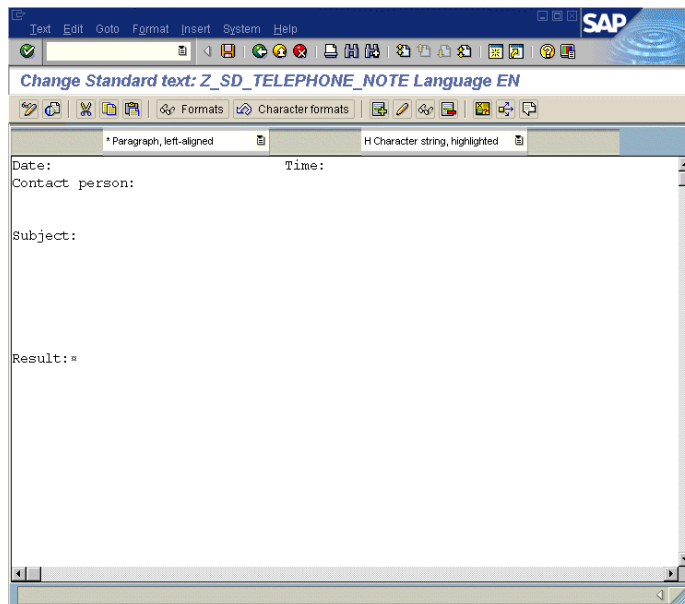 Text Edit Goto Format Insert System Help
SAP
Change Standard text: Z_SD_TELEPHONE_NOTE Language EN
Formats Character formats
* Paragraph, left-aligned H Character string, highlighted
Date: Time:
Contact person:
Subject:
Result:¤